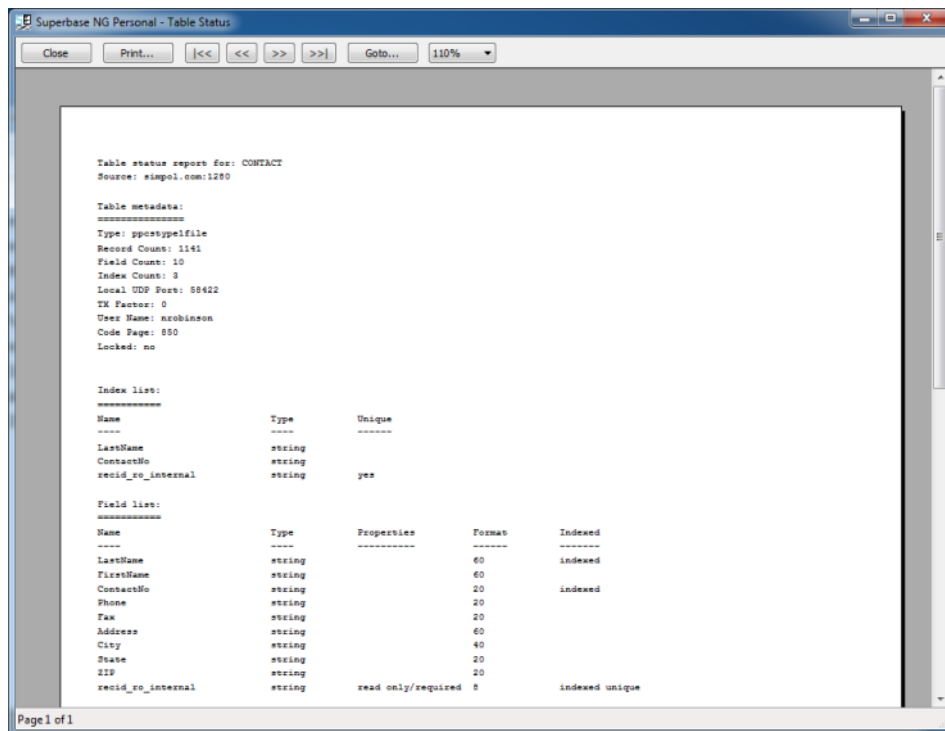 Superbase NG Personal - Table Status
Close Print... |<< << >> >>| Goto... 110%
Table status report for: CONTACT
Source: simpol.com:1280
Table metadata:
===============
Type: ppcstype1file
Record Count: 1141
Field Count: 10
Index Count: 3
Local UDP Port: 58422
TX Factor: 0
User Name: nrobinson
Code Page: 850
Locked: no
Index list:
===========
Name Type Unique
---- ---- ------
LastName string
ContactNo string
recid_ro_internal string yes
Field list:
===========
Name Type Properties Format Indexed
---- ---- ---------- ------ -------
LastName string 60 indexed
FirstName string 60
ContactNo string 20 indexed
Phone string 20
Fax string 20
Address string 60
City string 40
State string 20
ZIP string 20
recid_ro_internal string read only/required 8 indexed unique
Page 1 of 1